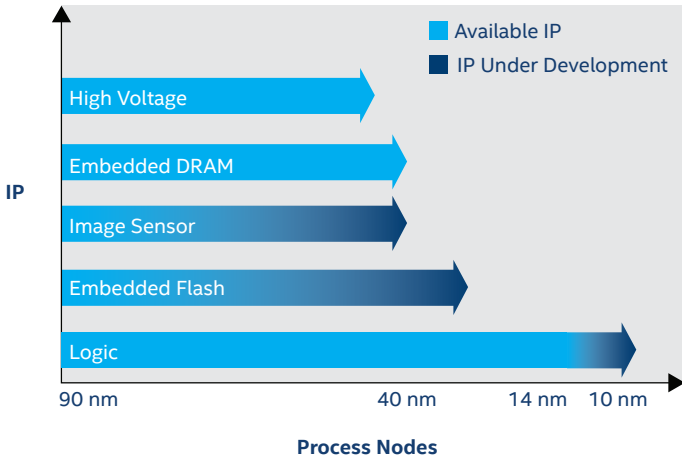 Available IP
IP Under Development
High Voltage
Embedded DRAM
IP
Image Sensor
Embedded Flash
Logic
90 nm
40 nm
14 nm
10 nm
Process Nodes